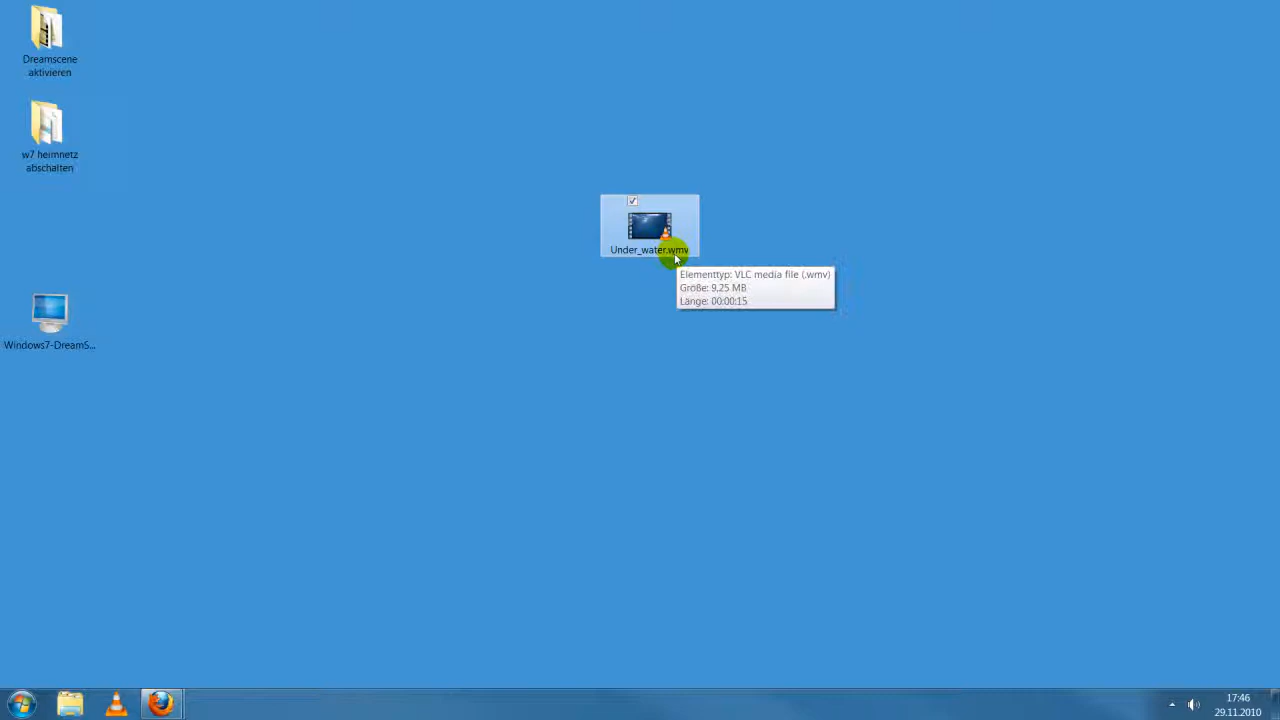 Dreamscene
aktivieren
w7 heimnetz
abschalten
Under_water.wmv
Elementtyp: VLC media file (.wmv)
Größe: 9,25 MB
Länge: 00:00:15
Windows7-DreamS...
17:46
29.11.2010